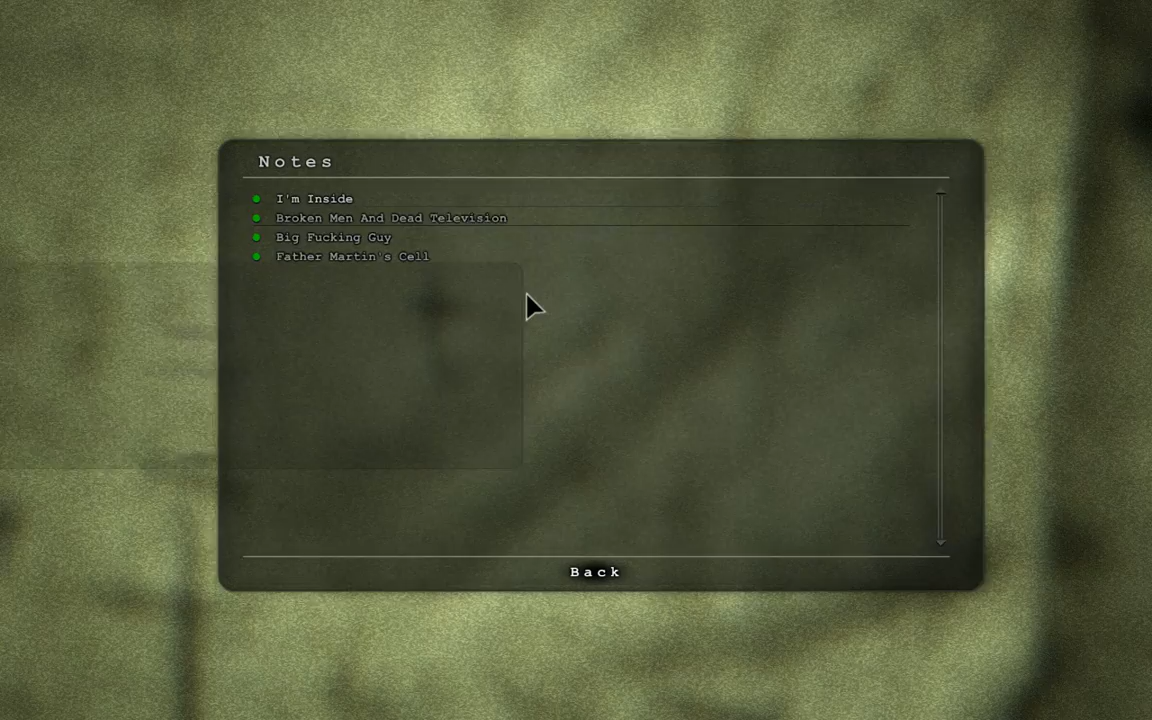 Notes
I'm Inside
Broken Men And Dead Television
Big Fucking Guy
Father Martin's Cell
Back